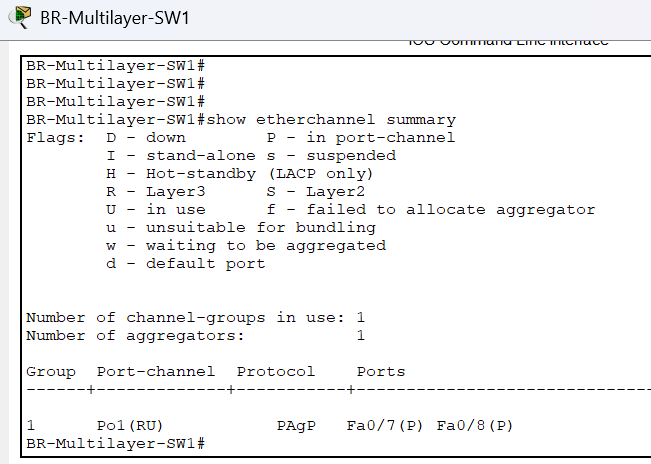 BR-Multilayer-SW1
IOS Command Line Interface
BR-Multilayer-SW1#
BR-Multilayer-SW1#
BR-Multilayer-SW1#
BR-Multilayer-SW1#show etherchannel summary
Flags:  D - down        P - in port-channel
        I - stand-alone s - suspended
        H - Hot-standby (LACP only)
        R - Layer3      S - Layer2
        U - in use      f - failed to allocate aggregator
        u - unsuitable for bundling
        w - waiting to be aggregated
        d - default port
Number of channel-groups in use: 1
Number of aggregators:           1
Group  Port-channel  Protocol    Ports
------+-------------+-----------+------------------------------
1      Po1(RU)           PAgP   Fa0/7(P) Fa0/8(P)
BR-Multilayer-SW1#